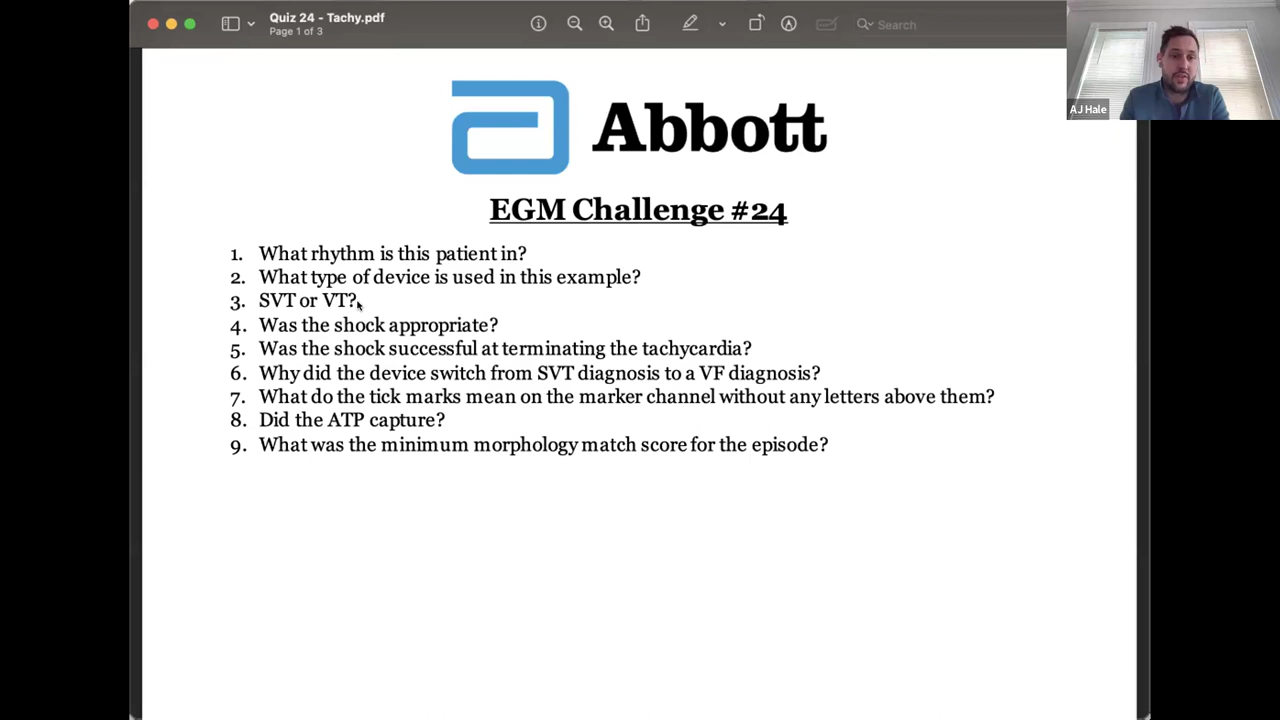 Quiz 24 - Tachy.pdf
Page 1 of 3
Search
AJ Hale
Abbott
EGM Challenge #24
1. What rhythm is this patient in?
2. What type of device is used in this example?
3. SVT or VT?
4. Was the shock appropriate?
5. Was the shock successful at terminating the tachycardia?
6. Why did the device switch from SVT diagnosis to a VF diagnosis?
7. What do the tick marks mean on the marker channel without any letters above them?
8. Did the ATP capture?
9. What was the minimum morphology match score for the episode?